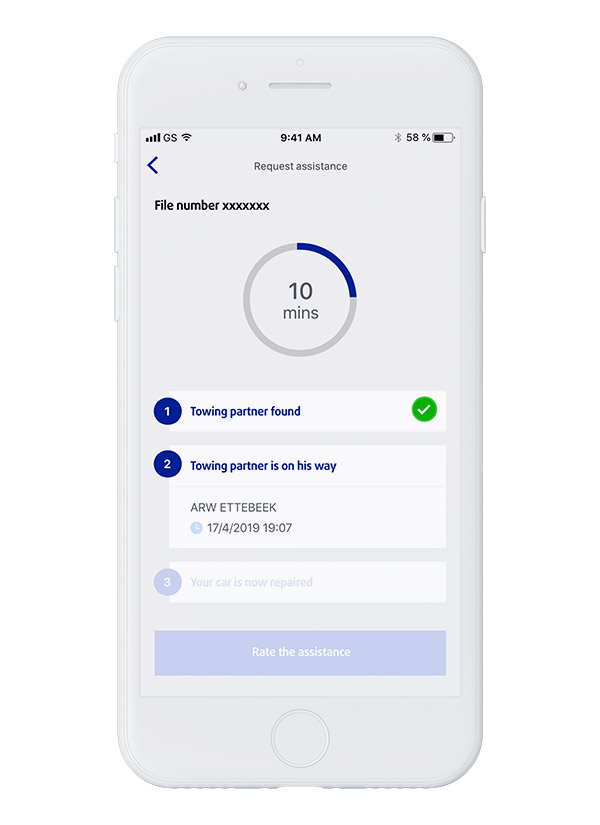 GS 9:41 AM 58 %
Request assistance
File number xxxxxxx
10
mins
1 Towing partner found
2 Towing partner is on his way
ARW ETTEBEEK
17/4/2019 19:07
3 Your car is now repaired
Rate the assistance